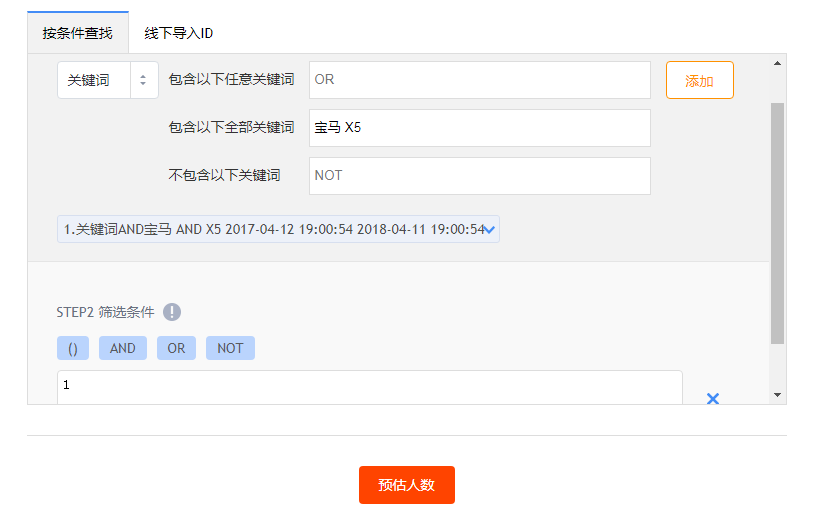 按条件查找 线下导入ID
关键词 包含以下任意关键词 OR 添加
包含以下全部关键词 宝马 X5
不包含以下关键词 NOT
1.关键词AND宝马 AND X5 2017-04-12 19:00:54 2018-04-11 19:00:54
STEP2 筛选条件
() AND OR NOT
1
预估人数